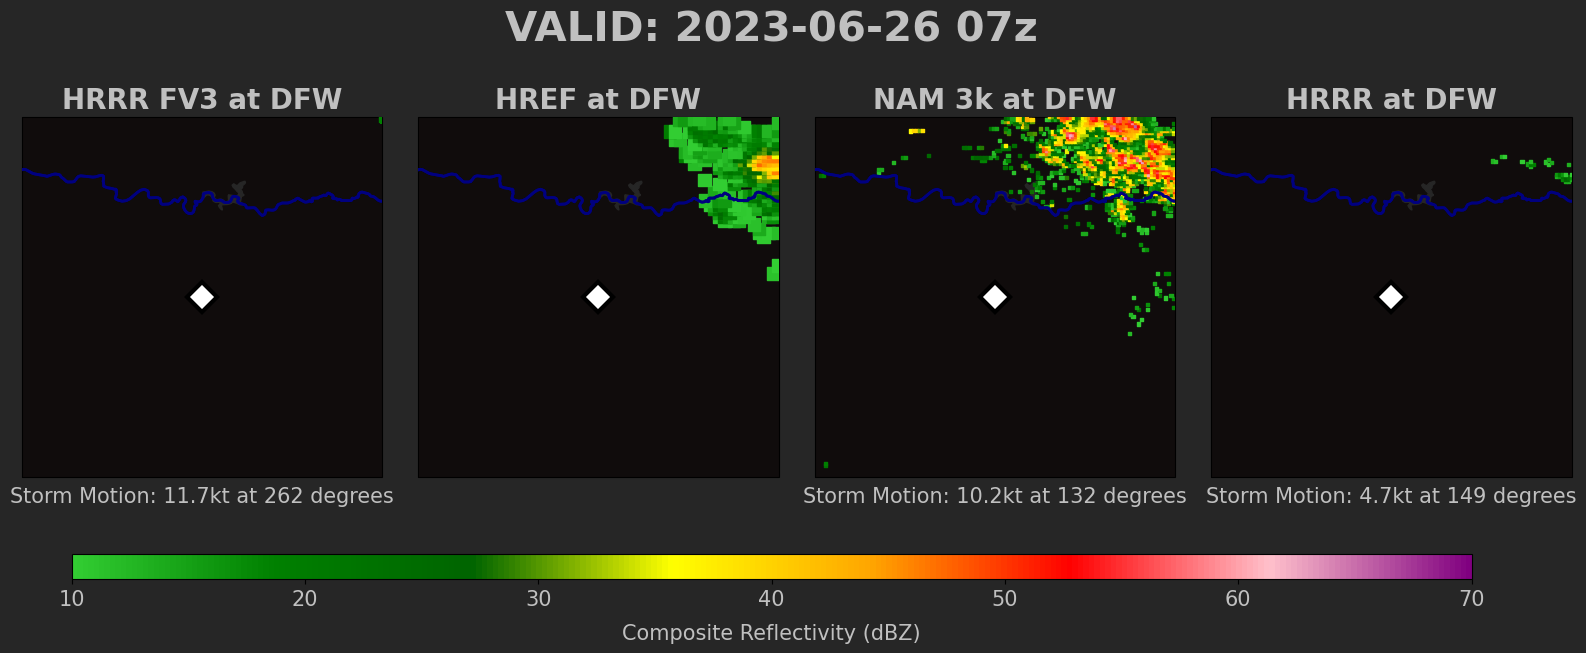 VALID: 2023-06-26 07z
HRRR FV3 at DFW
HREF at DFW
NAM 3k at DFW
HRRR at DFW
Storm Motion: 11.7kt at 262 degrees
Storm Motion: 10.2kt at 132 degrees
Storm Motion: 4.7kt at 149 degrees
10 20 30 40 50 60 70
Composite Reflectivity (dBZ)